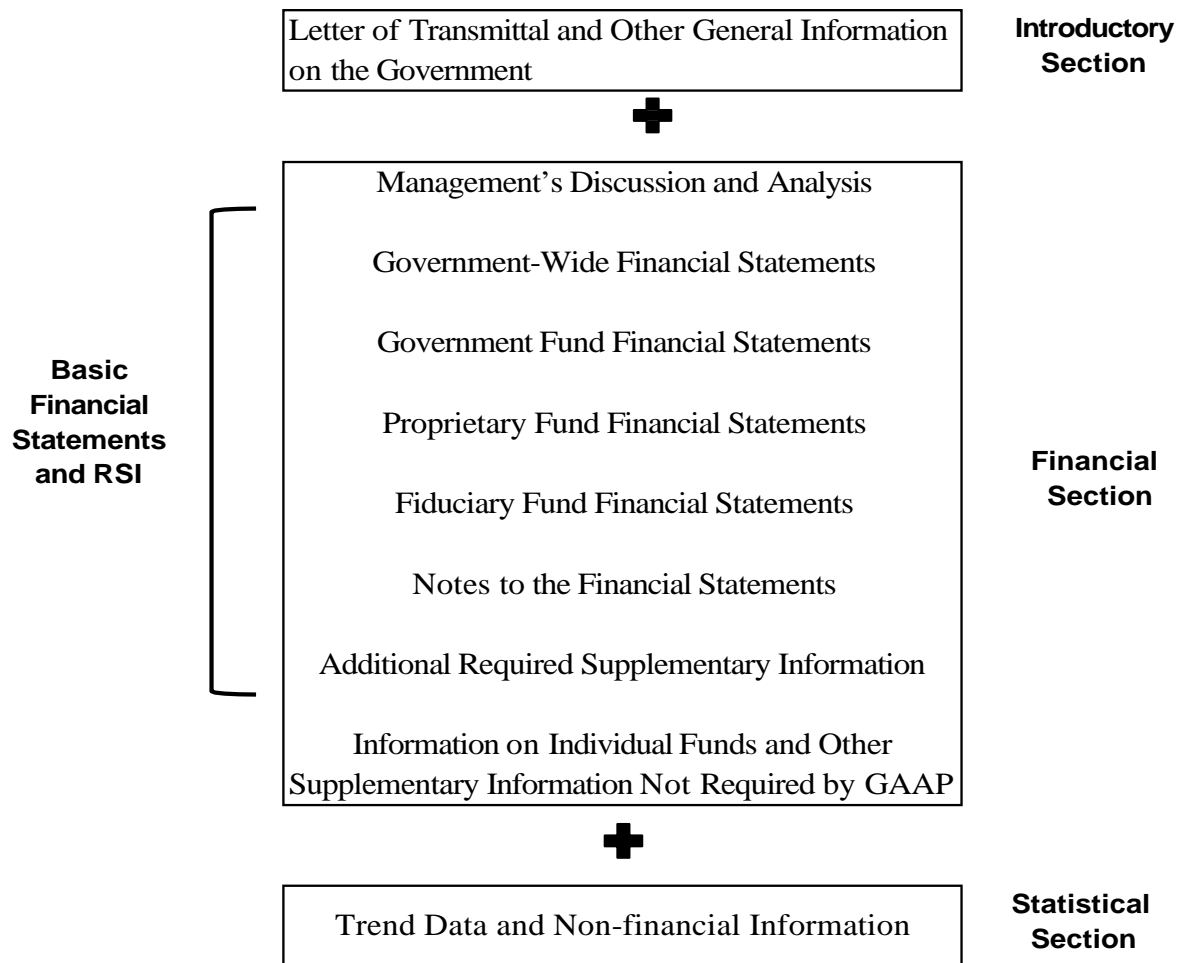 Letter of Transmittal and Other General Information
on the Government
Introductory
Section
Management’s Discussion and Analysis
Government-Wide Financial Statements
Government Fund Financial Statements
Proprietary Fund Financial Statements
Fiduciary Fund Financial Statements
Notes to the Financial Statements
Additional Required Supplementary Information
Information on Individual Funds and Other
Supplementary Information Not Required by GAAP
Basic
Financial
Statements
and RSI
Financial
Section
Trend Data and Non-financial Information
Statistical
Section